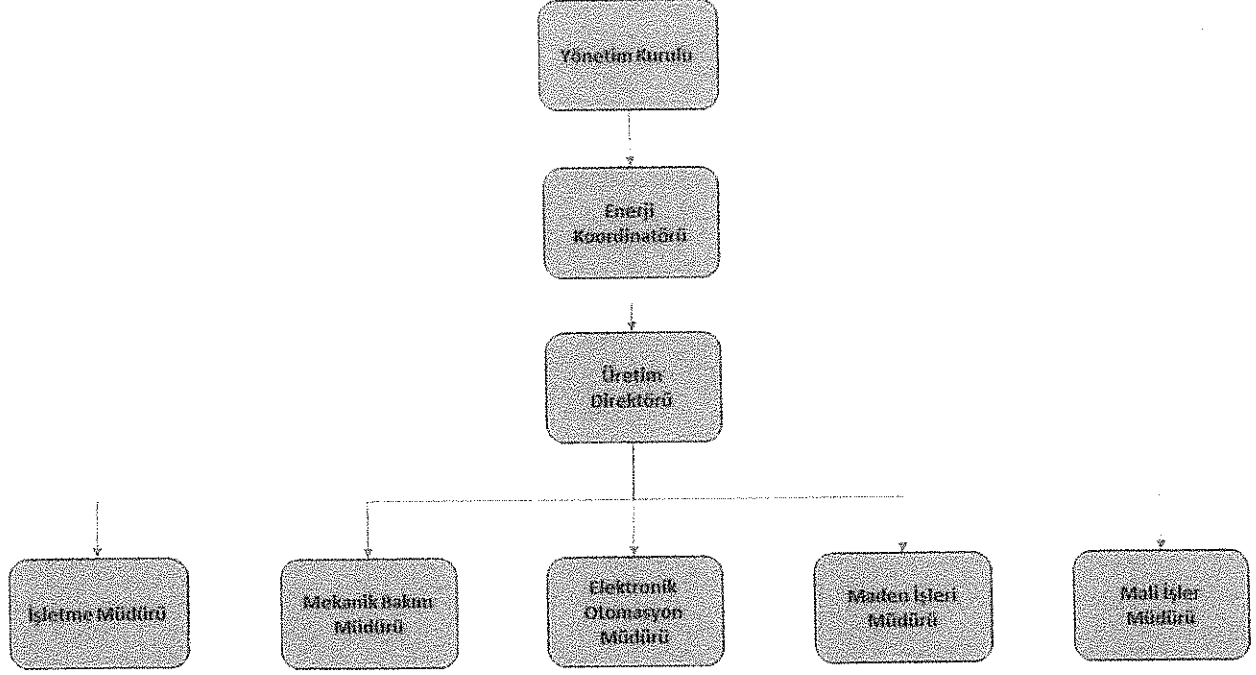 Yönetim Kurulu
Enerji
Koordinatörü
Üretim
Direktörü
İşletme Müdürü
Mekanik Bakım
Müdürü
Elektronik
Otomasyon
Müdürü
Maden İşleri
Müdürü
Mali İşler
Müdürü